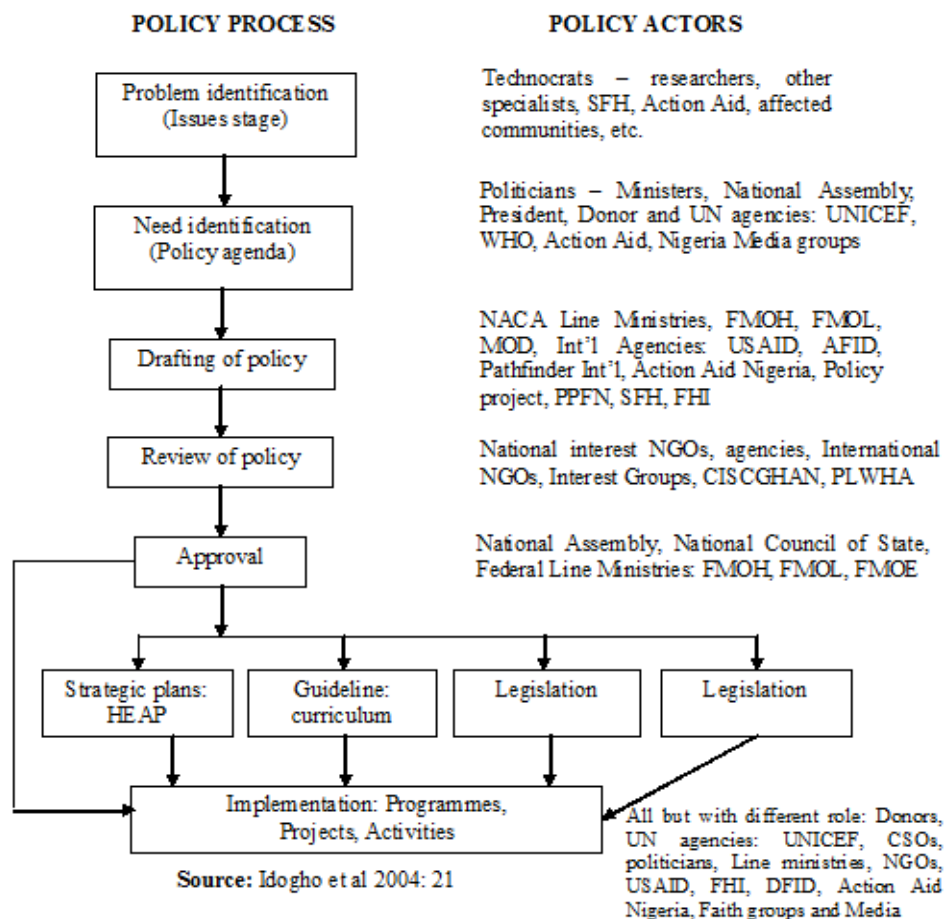 POLICY PROCESS
POLICY ACTORS
Problem identification
(Issues stage)
Technocrats – researchers, other
specialists, SFH, Action Aid, affected
communities, etc.
Need identification
(Policy agenda)
Politicians – Ministers, National Assembly,
President, Donor and UN agencies: UNICEF,
WHO, Action Aid, Nigeria Media groups
Drafting of policy
NACA Line Ministries, FMOH, FMOL,
MOD, Int'l Agencies: USAID, AFID,
Pathfinder Int'l, Action Aid Nigeria, Policy
project, PPFN, SFH, FHI
Review of policy
National interest NGOs, agencies, International
NGOs, Interest Groups, CISCGHAN, PLWHA
Approval
National Assembly, National Council of State,
Federal Line Ministries: FMOH, FMOL, FMOE
Strategic plans:
HEAP
Guideline:
curriculum
Legislation
Legislation
Implementation: Programmes,
Projects, Activities
All but with different role: Donors,
UN agencies: UNICEF, CSOs,
politicians, Line ministries, NGOs,
USAID, FHI, DFID, Action Aid
Nigeria, Faith groups and Media
Source: Idogho et al 2004: 21